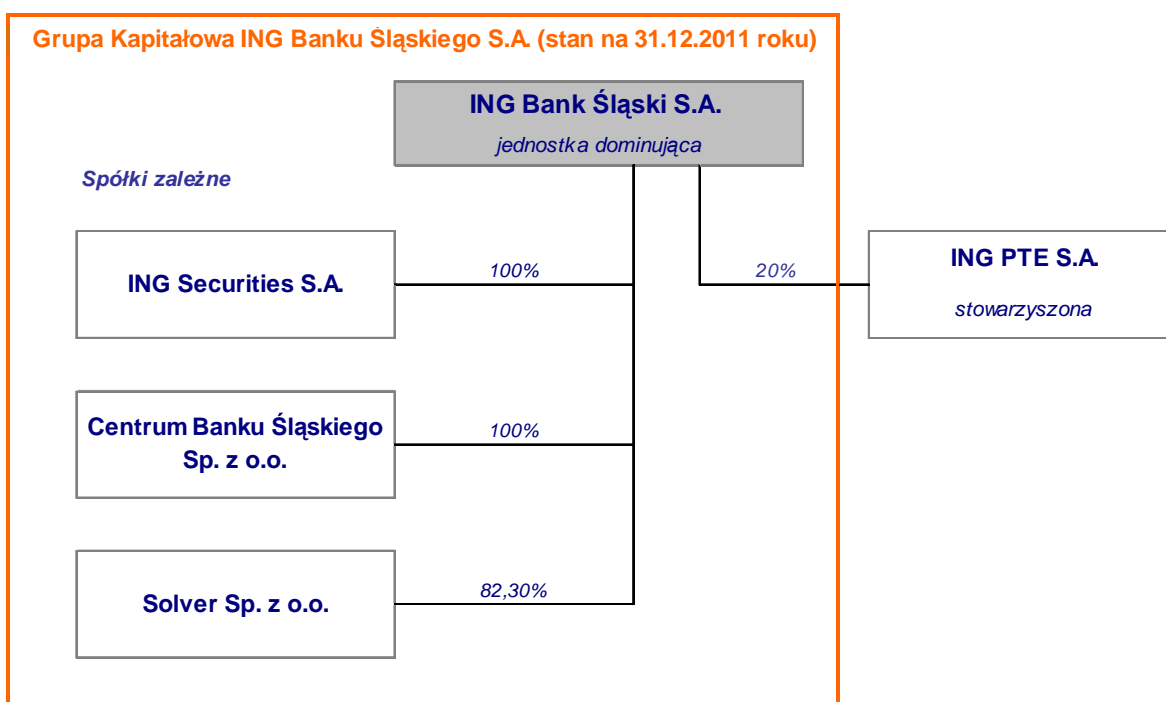 Grupa Kapitałowa ING Banku Śląskiego S.A. (stan na 31.12.2011 roku)
ING Bank Śląski S.A.
jednostka dominująca
Spółki zależne
ING Securities S.A.
100%
20%
ING PTE S.A.
stowarzyszona
Centrum Banku Śląskiego
Sp. z o.o.
100%
Solver Sp. z o.o.
82,30%